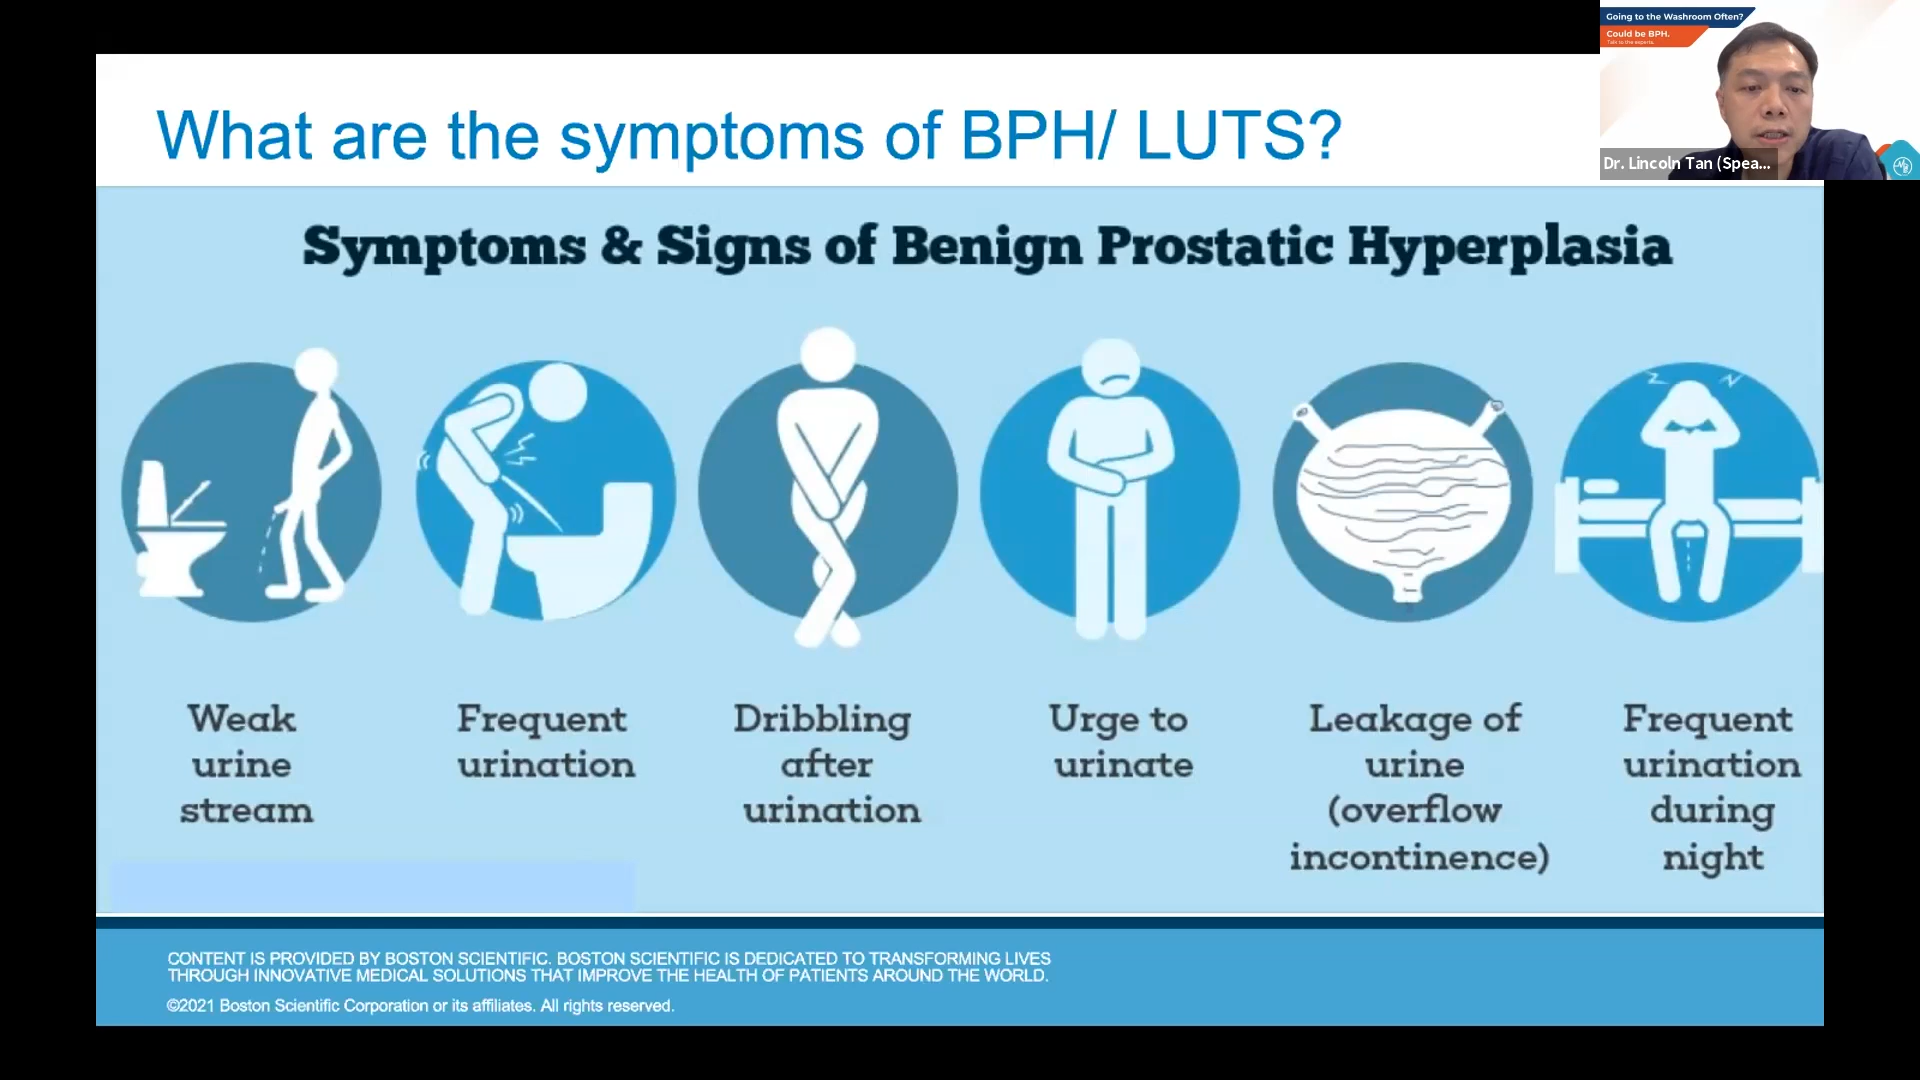 Going to the Washroom Often?
Could be BPH.
Talk to the experts.
Dr. Lincoln Tan (Spea...
What are the symptoms of BPH/ LUTS?
Symptoms & Signs of Benign Prostatic Hyperplasia
Weak
urine
stream
Frequent
urination
Dribbling
after
urination
Urge to
urinate
Leakage of
urine
(overflow
incontinence)
Frequent
urination
during
night
CONTENT IS PROVIDED BY BOSTON SCIENTIFIC. BOSTON SCIENTIFIC IS DEDICATED TO TRANSFORMING LIVES
THROUGH INNOVATIVE MEDICAL SOLUTIONS THAT IMPROVE THE HEALTH OF PATIENTS AROUND THE WORLD.
©2021 Boston Scientific Corporation or its affiliates. All rights reserved.